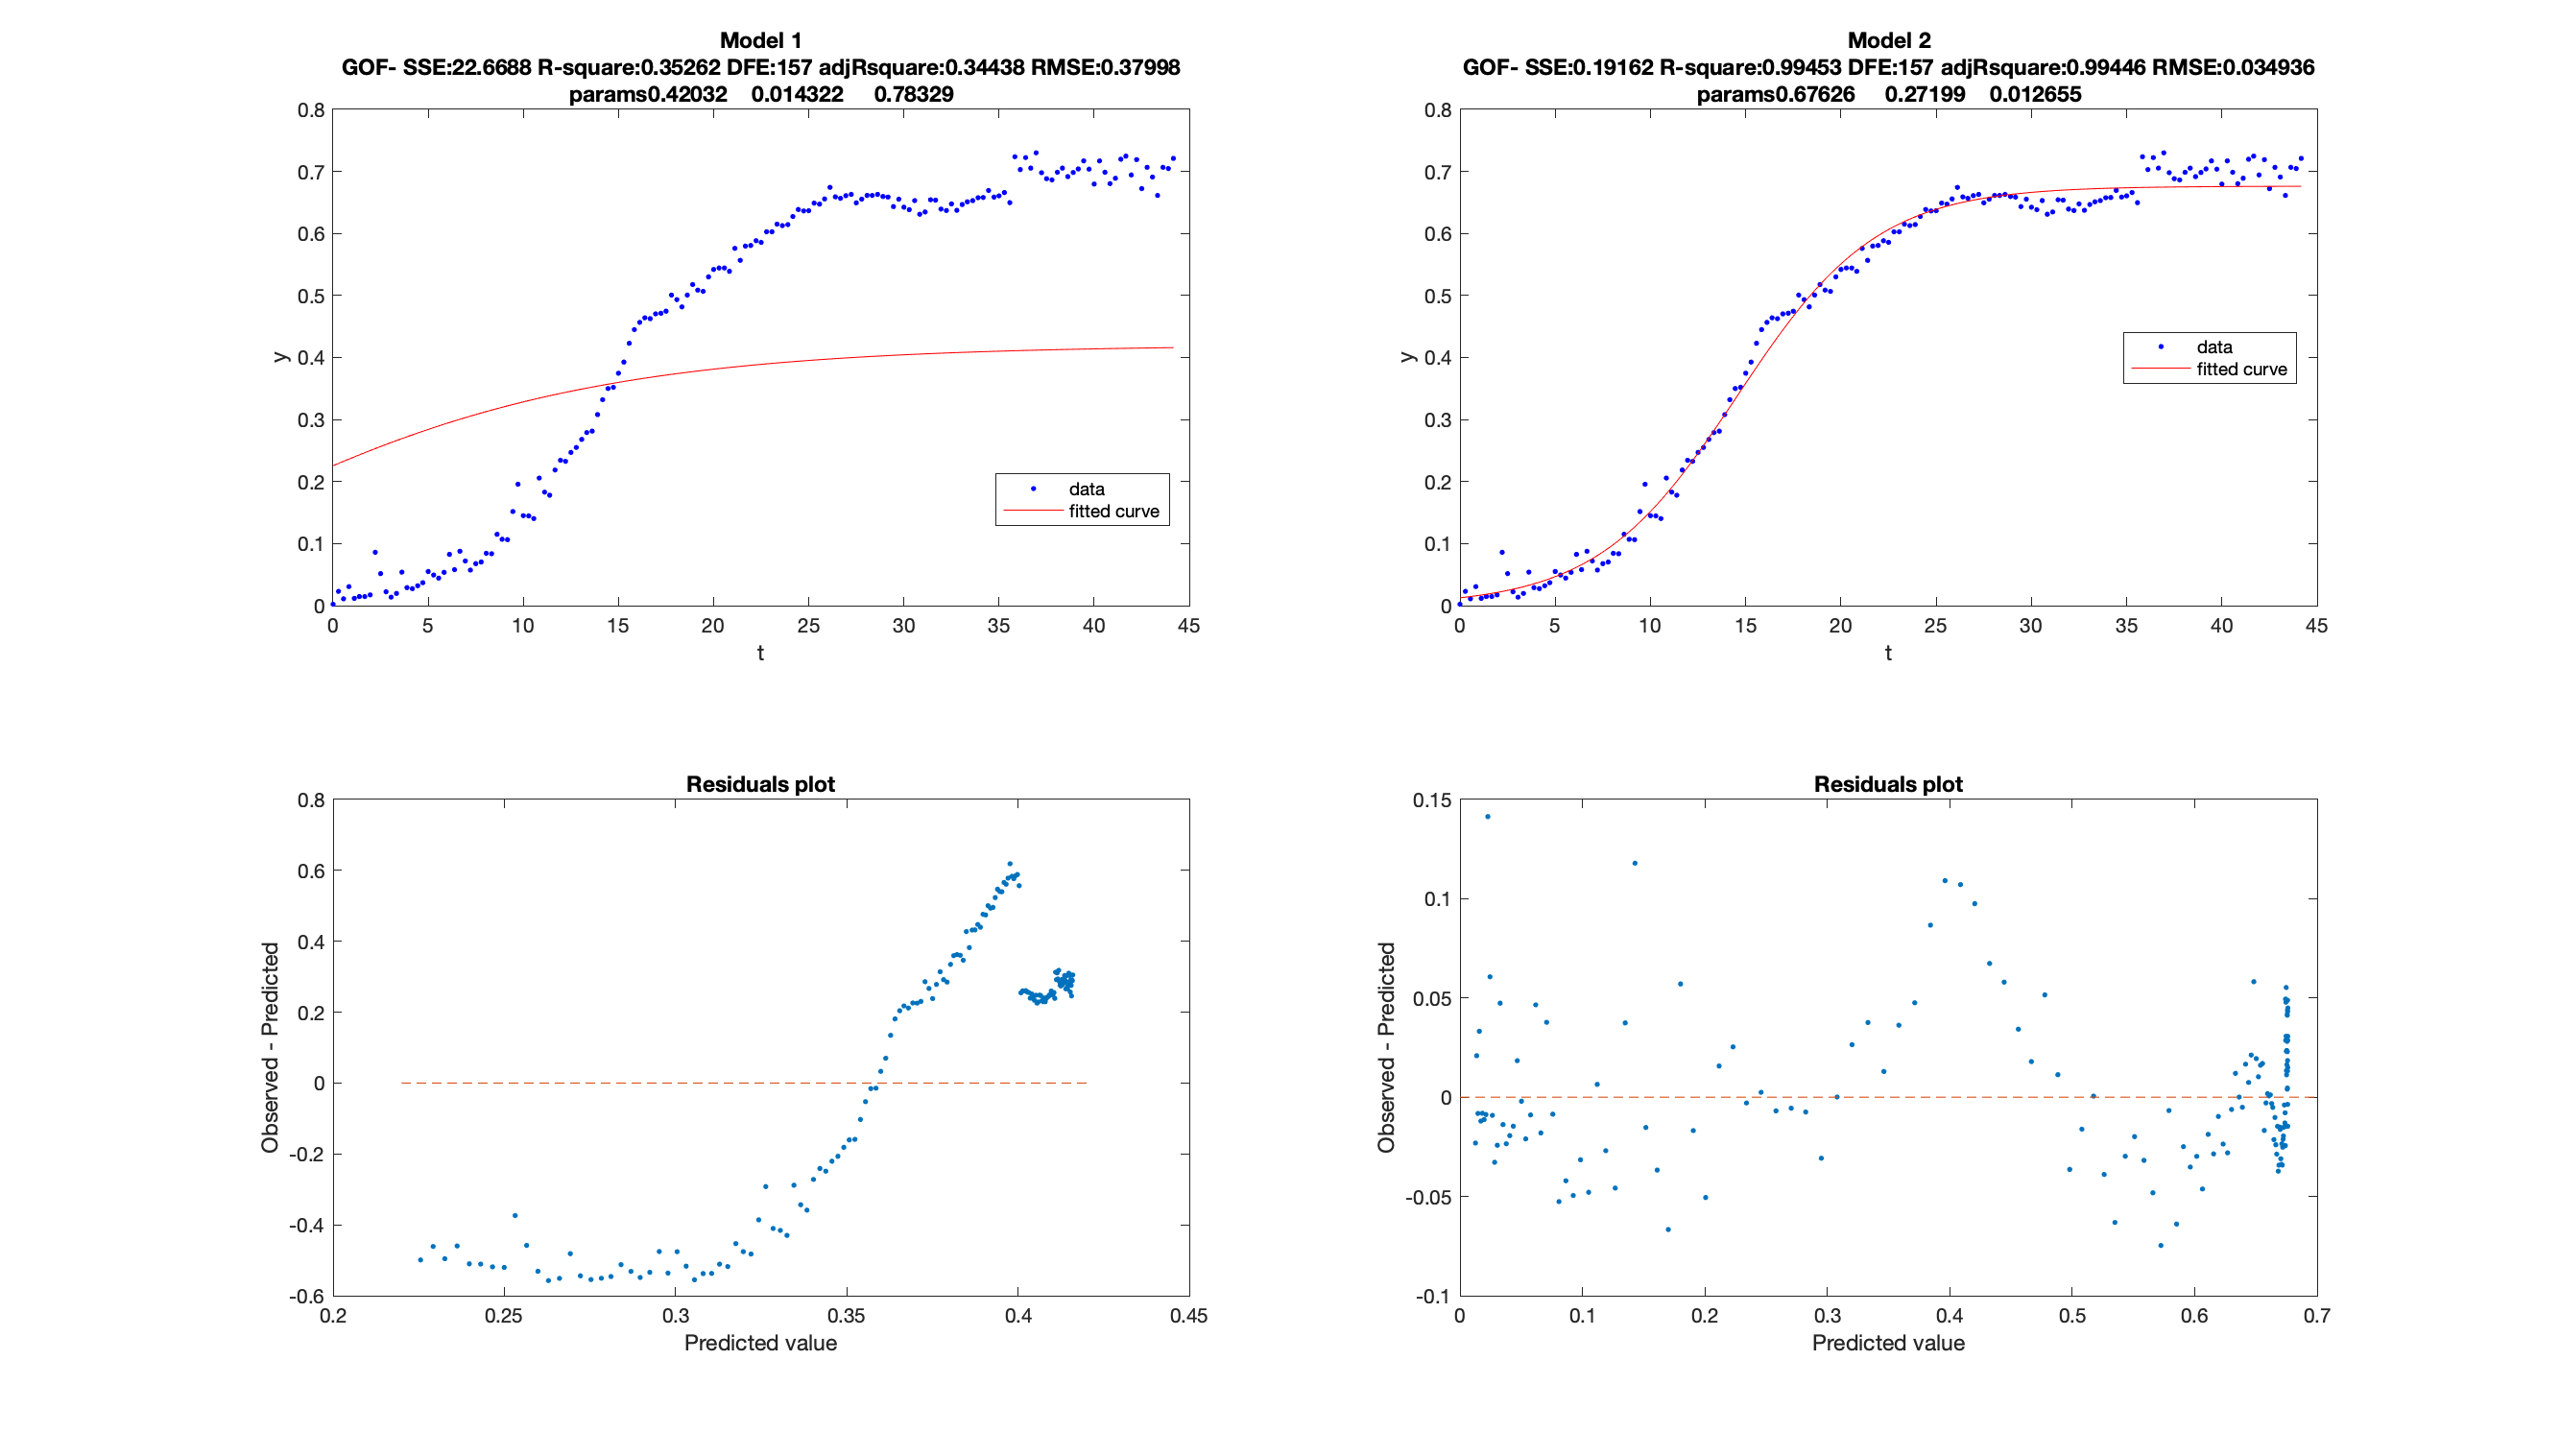 Model 1
GOF- SSE:22.6688 R-square:0.35262 DFE:157 adjRsquare:0.34438 RMSE:0.37998
params0.42032 0.014322 0.78329
0.8
0.7
0.6
0.5
0.4
0.3
0.2
0.1
0
y
data
fitted curve
0 5 10 15 20 25 30 35 40 45
t
Model 2
GOF- SSE:0.19162 R-square:0.99453 DFE:157 adjRsquare:0.99446 RMSE:0.034936
params0.67626 0.27199 0.012655
0.8
0.7
0.6
0.5
0.4
0.3
0.2
0.1
0
y
data
fitted curve
0 5 10 15 20 25 30 35 40 45
t
Residuals plot
0.8
0.6
0.4
0.2
0
-0.2
-0.4
-0.6
Observed - Predicted
0.2 0.25 0.3 0.35 0.4 0.45
Predicted value
Residuals plot
0.15
0.1
0.05
0
-0.05
-0.1
Observed - Predicted
0 0.1 0.2 0.3 0.4 0.5 0.6 0.7
Predicted value